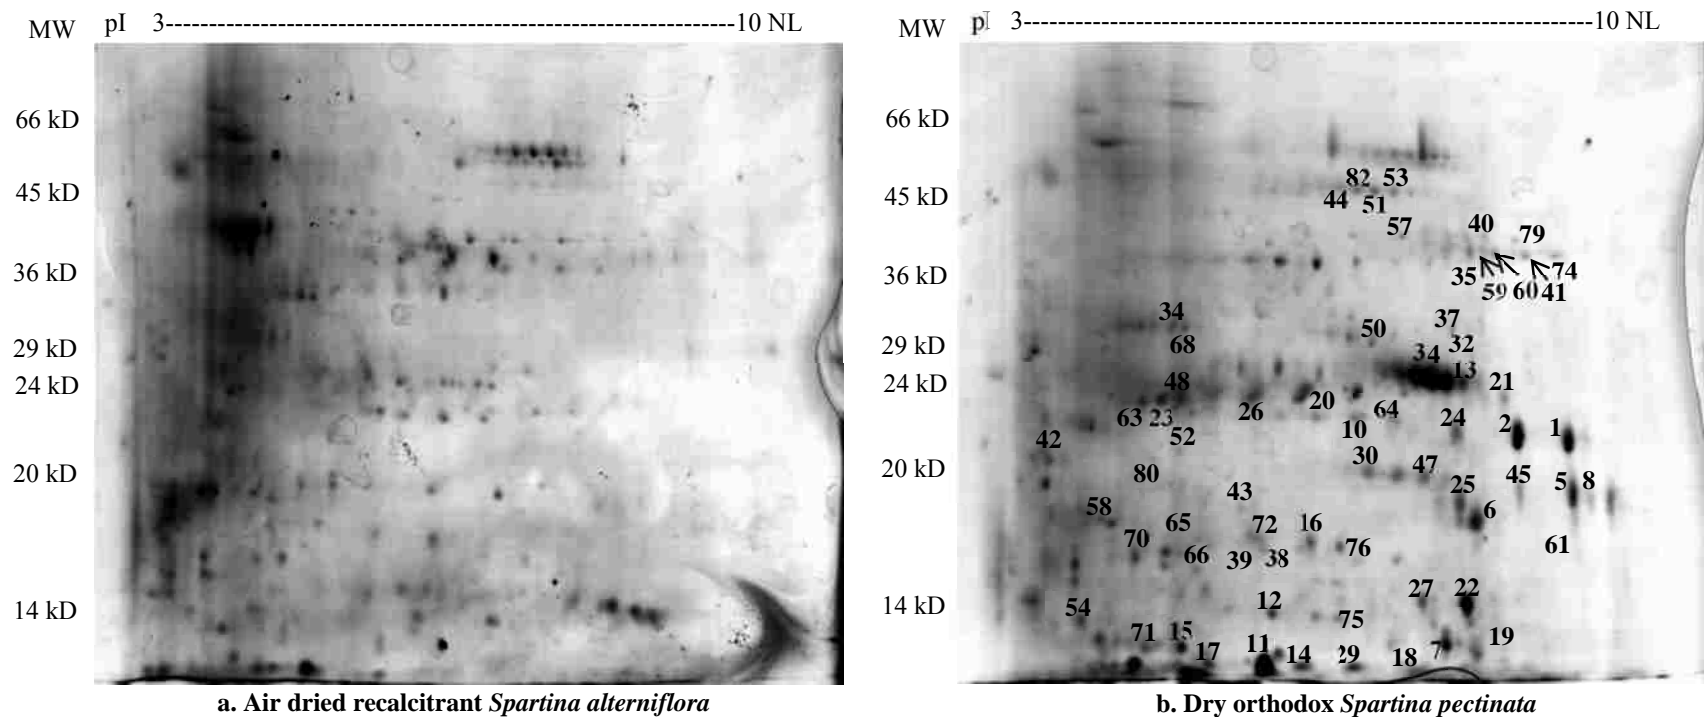 MW pI 3-----------------------------------------------------------10 NL
66 kD
45 kD
36 kD
29 kD
24 kD
20 kD
14 kD
a. Air dried recalcitrant Spartina alterniflora
MW pI 3-----------------------------------------------------------10 NL
66 kD
82 53
45 kD 44 51
57 40 79
36 kD 35 74
59 60 41
34 50 37
29 kD 68 32
34 13
24 kD 48 21
63 23 26 20 64 24 2 1
42 52 10
30 47
20 kD 80 45 5 8
43 25
58 65 72 16 6
70 66 39 38 76 61
27 22
14 kD 54 12 75
71 15 11 19
17 14 29 18 7
b. Dry orthodox Spartina pectinata